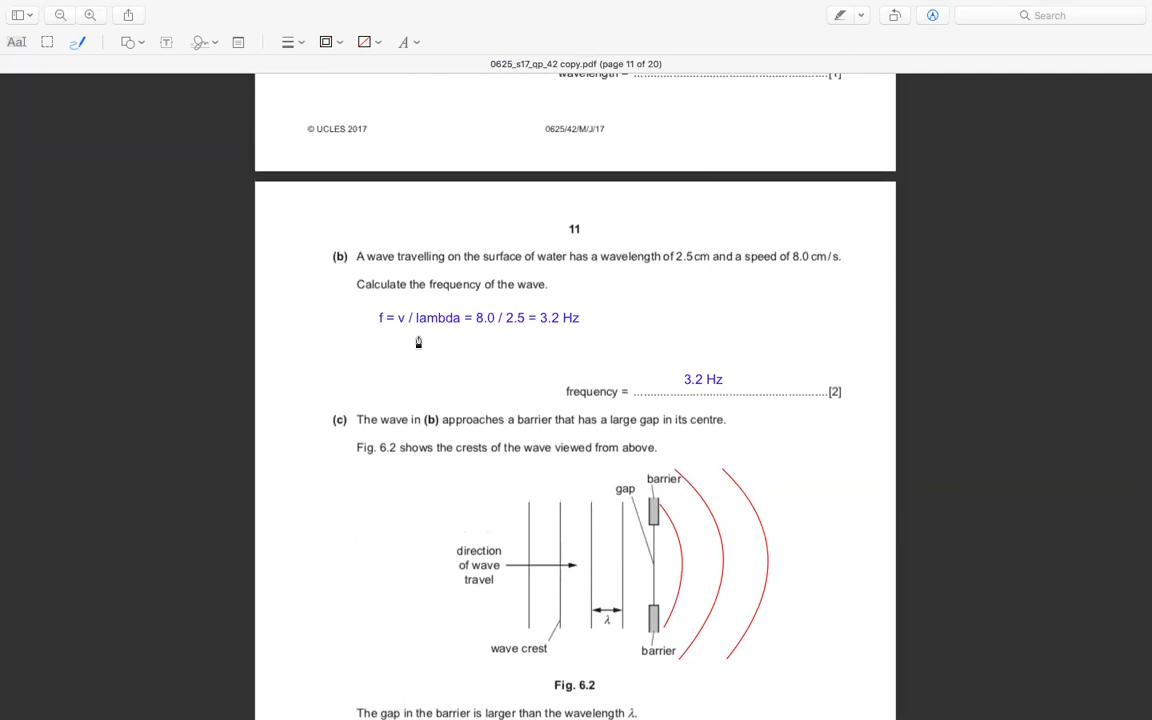 Search
AaI
T
A
0625_s17_qp_42 copy.pdf (page 11 of 20)
wavelength = ..........................................................[1]
© UCLES 2017
0625/42/M/J/17
11
(b) A wave travelling on the surface of water has a wavelength of 2.5 cm and a speed of 8.0 cm/s.
Calculate the frequency of the wave.
f = v / lambda = 8.0 / 2.5 = 3.2 Hz
3.2 Hz
frequency = ..........................................................[2]
(c) The wave in (b) approaches a barrier that has a large gap in its centre.
Fig. 6.2 shows the crests of the wave viewed from above.
barrier
gap
direction
of wave
travel
λ
wave crest
barrier
Fig. 6.2
The gap in the barrier is larger than the wavelength λ.